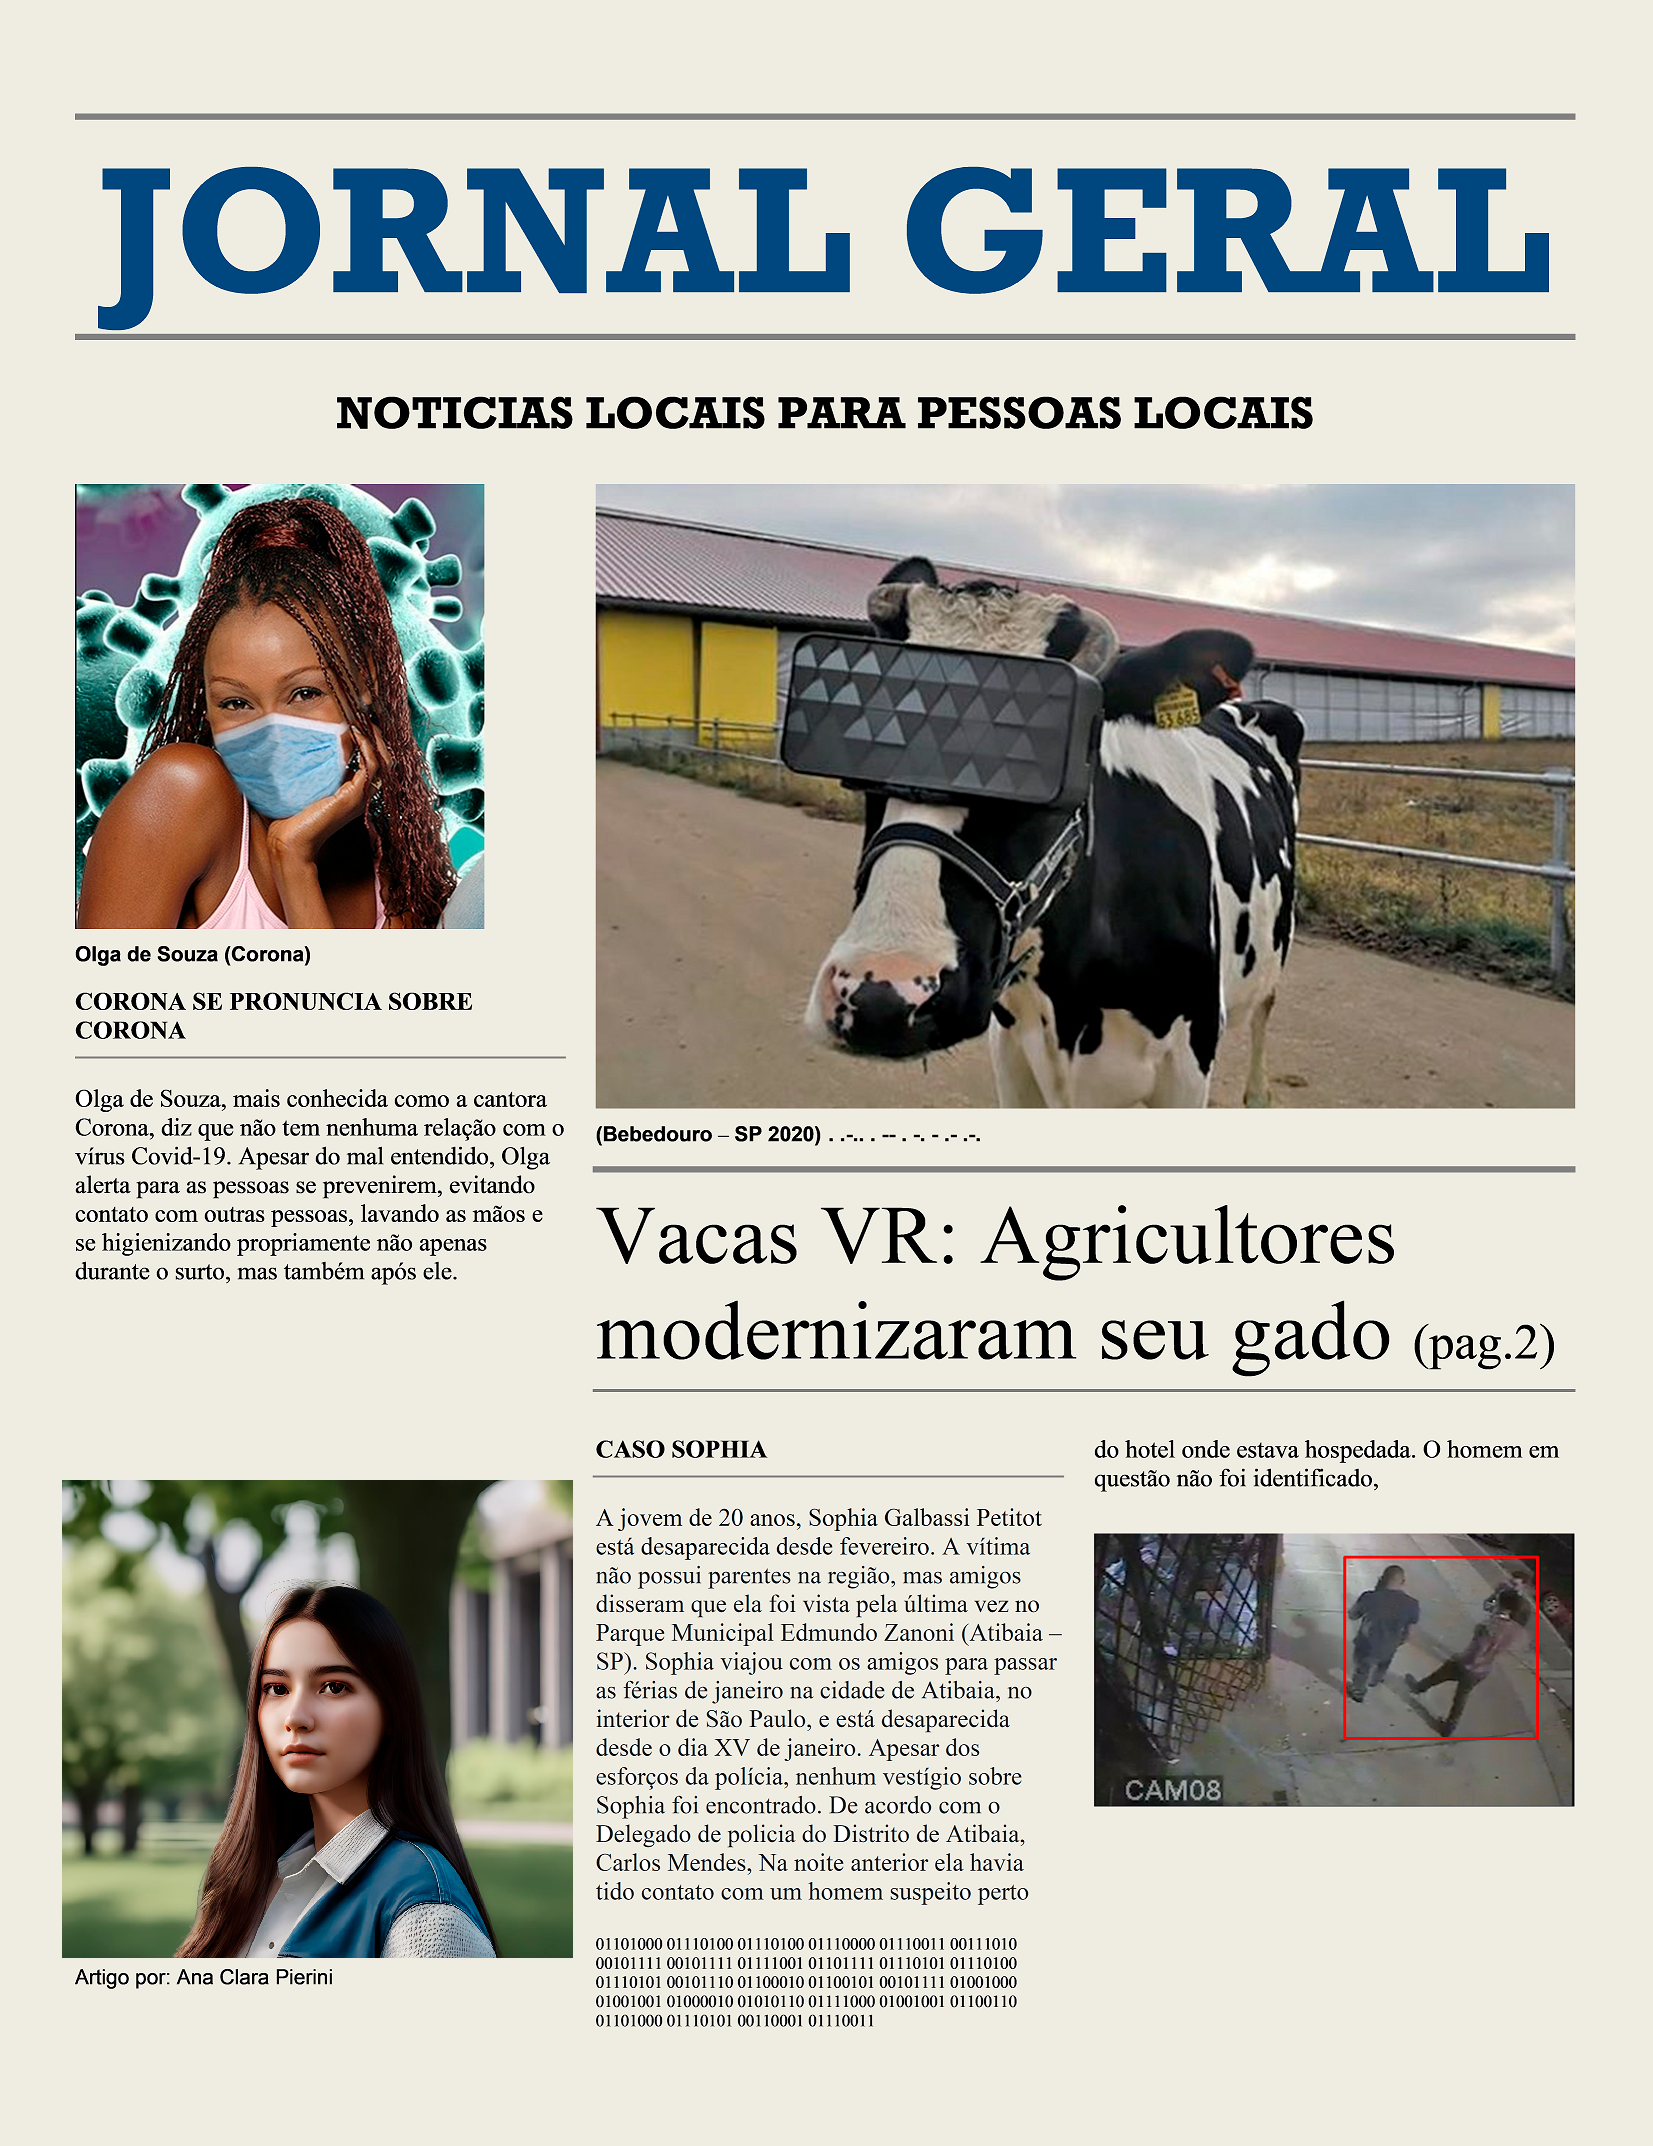 JORNAL GERAL
NOTICIAS LOCAIS PARA PESSOAS LOCAIS
Olga de Souza (Corona)
CORONA SE PRONUNCIA SOBRE
CORONA
Olga de Souza, mais conhecida como a cantora
Corona, diz que não tem nenhuma relação com o
vírus Covid-19. Apesar do mal entendido, Olga
alerta para as pessoas se prevenirem, evitando
contato com outras pessoas, lavando as mãos e
se higienizando propriamente não apenas
durante o surto, mas também após ele.
63 685
(Bebedouro – SP 2020) . .-.. . -- . -. - .- .-.
Vacas VR: Agricultores
modernizaram seu gado (pag.2)
Artigo por: Ana Clara Pierini
CASO SOPHIA
A jovem de 20 anos, Sophia Galbassi Petitot
está desaparecida desde fevereiro. A vítima
não possui parentes na região, mas amigos
disseram que ela foi vista pela última vez no
Parque Municipal Edmundo Zanoni (Atibaia –
SP). Sophia viajou com os amigos para passar
as férias de janeiro na cidade de Atibaia, no
interior de São Paulo, e está desaparecida
desde o dia XV de janeiro. Apesar dos
esforços da polícia, nenhum vestígio sobre
Sophia foi encontrado. De acordo com o
Delegado de policia do Distrito de Atibaia,
Carlos Mendes, Na noite anterior ela havia
tido contato com um homem suspeito perto
01101000 01110100 01110100 01110000 01110011 00111010
00101111 00101111 01111001 01101111 01110101 01110100
01110101 00101110 01100010 01100101 00101111 01001000
01001001 01000010 01010110 01111000 01001001 01100110
01101000 01110101 00110001 01110011
do hotel onde estava hospedada. O homem em
questão não foi identificado,
CAM08